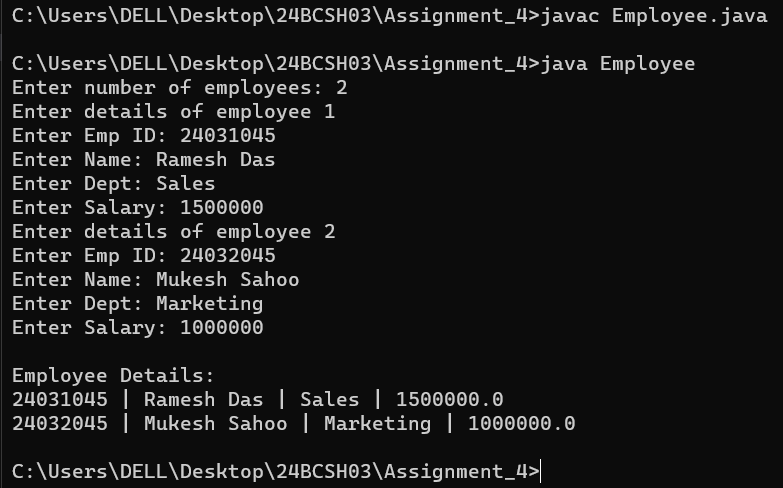 C:\Users\DELL\Desktop\24BCSH03\Assignment_4>javac Employee.java
C:\Users\DELL\Desktop\24BCSH03\Assignment_4>java Employee
Enter number of employees: 2
Enter details of employee 1
Enter Emp ID: 24031045
Enter Name: Ramesh Das
Enter Dept: Sales
Enter Salary: 1500000
Enter details of employee 2
Enter Emp ID: 24032045
Enter Name: Mukesh Sahoo
Enter Dept: Marketing
Enter Salary: 1000000
Employee Details:
24031045 | Ramesh Das | Sales | 1500000.0
24032045 | Mukesh Sahoo | Marketing | 1000000.0
C:\Users\DELL\Desktop\24BCSH03\Assignment_4>